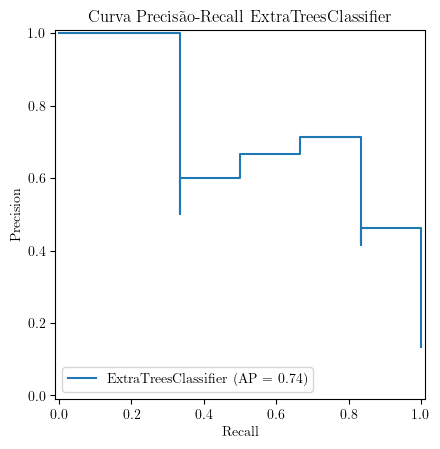 Curva Precisão-Recall ExtraTreesClassifier
1.0
0.8
0.6
0.4
0.2
0.0
Precision
ExtraTreesClassifier (AP = 0.74)
0.0 0.2 0.4 0.6 0.8 1.0
Recall